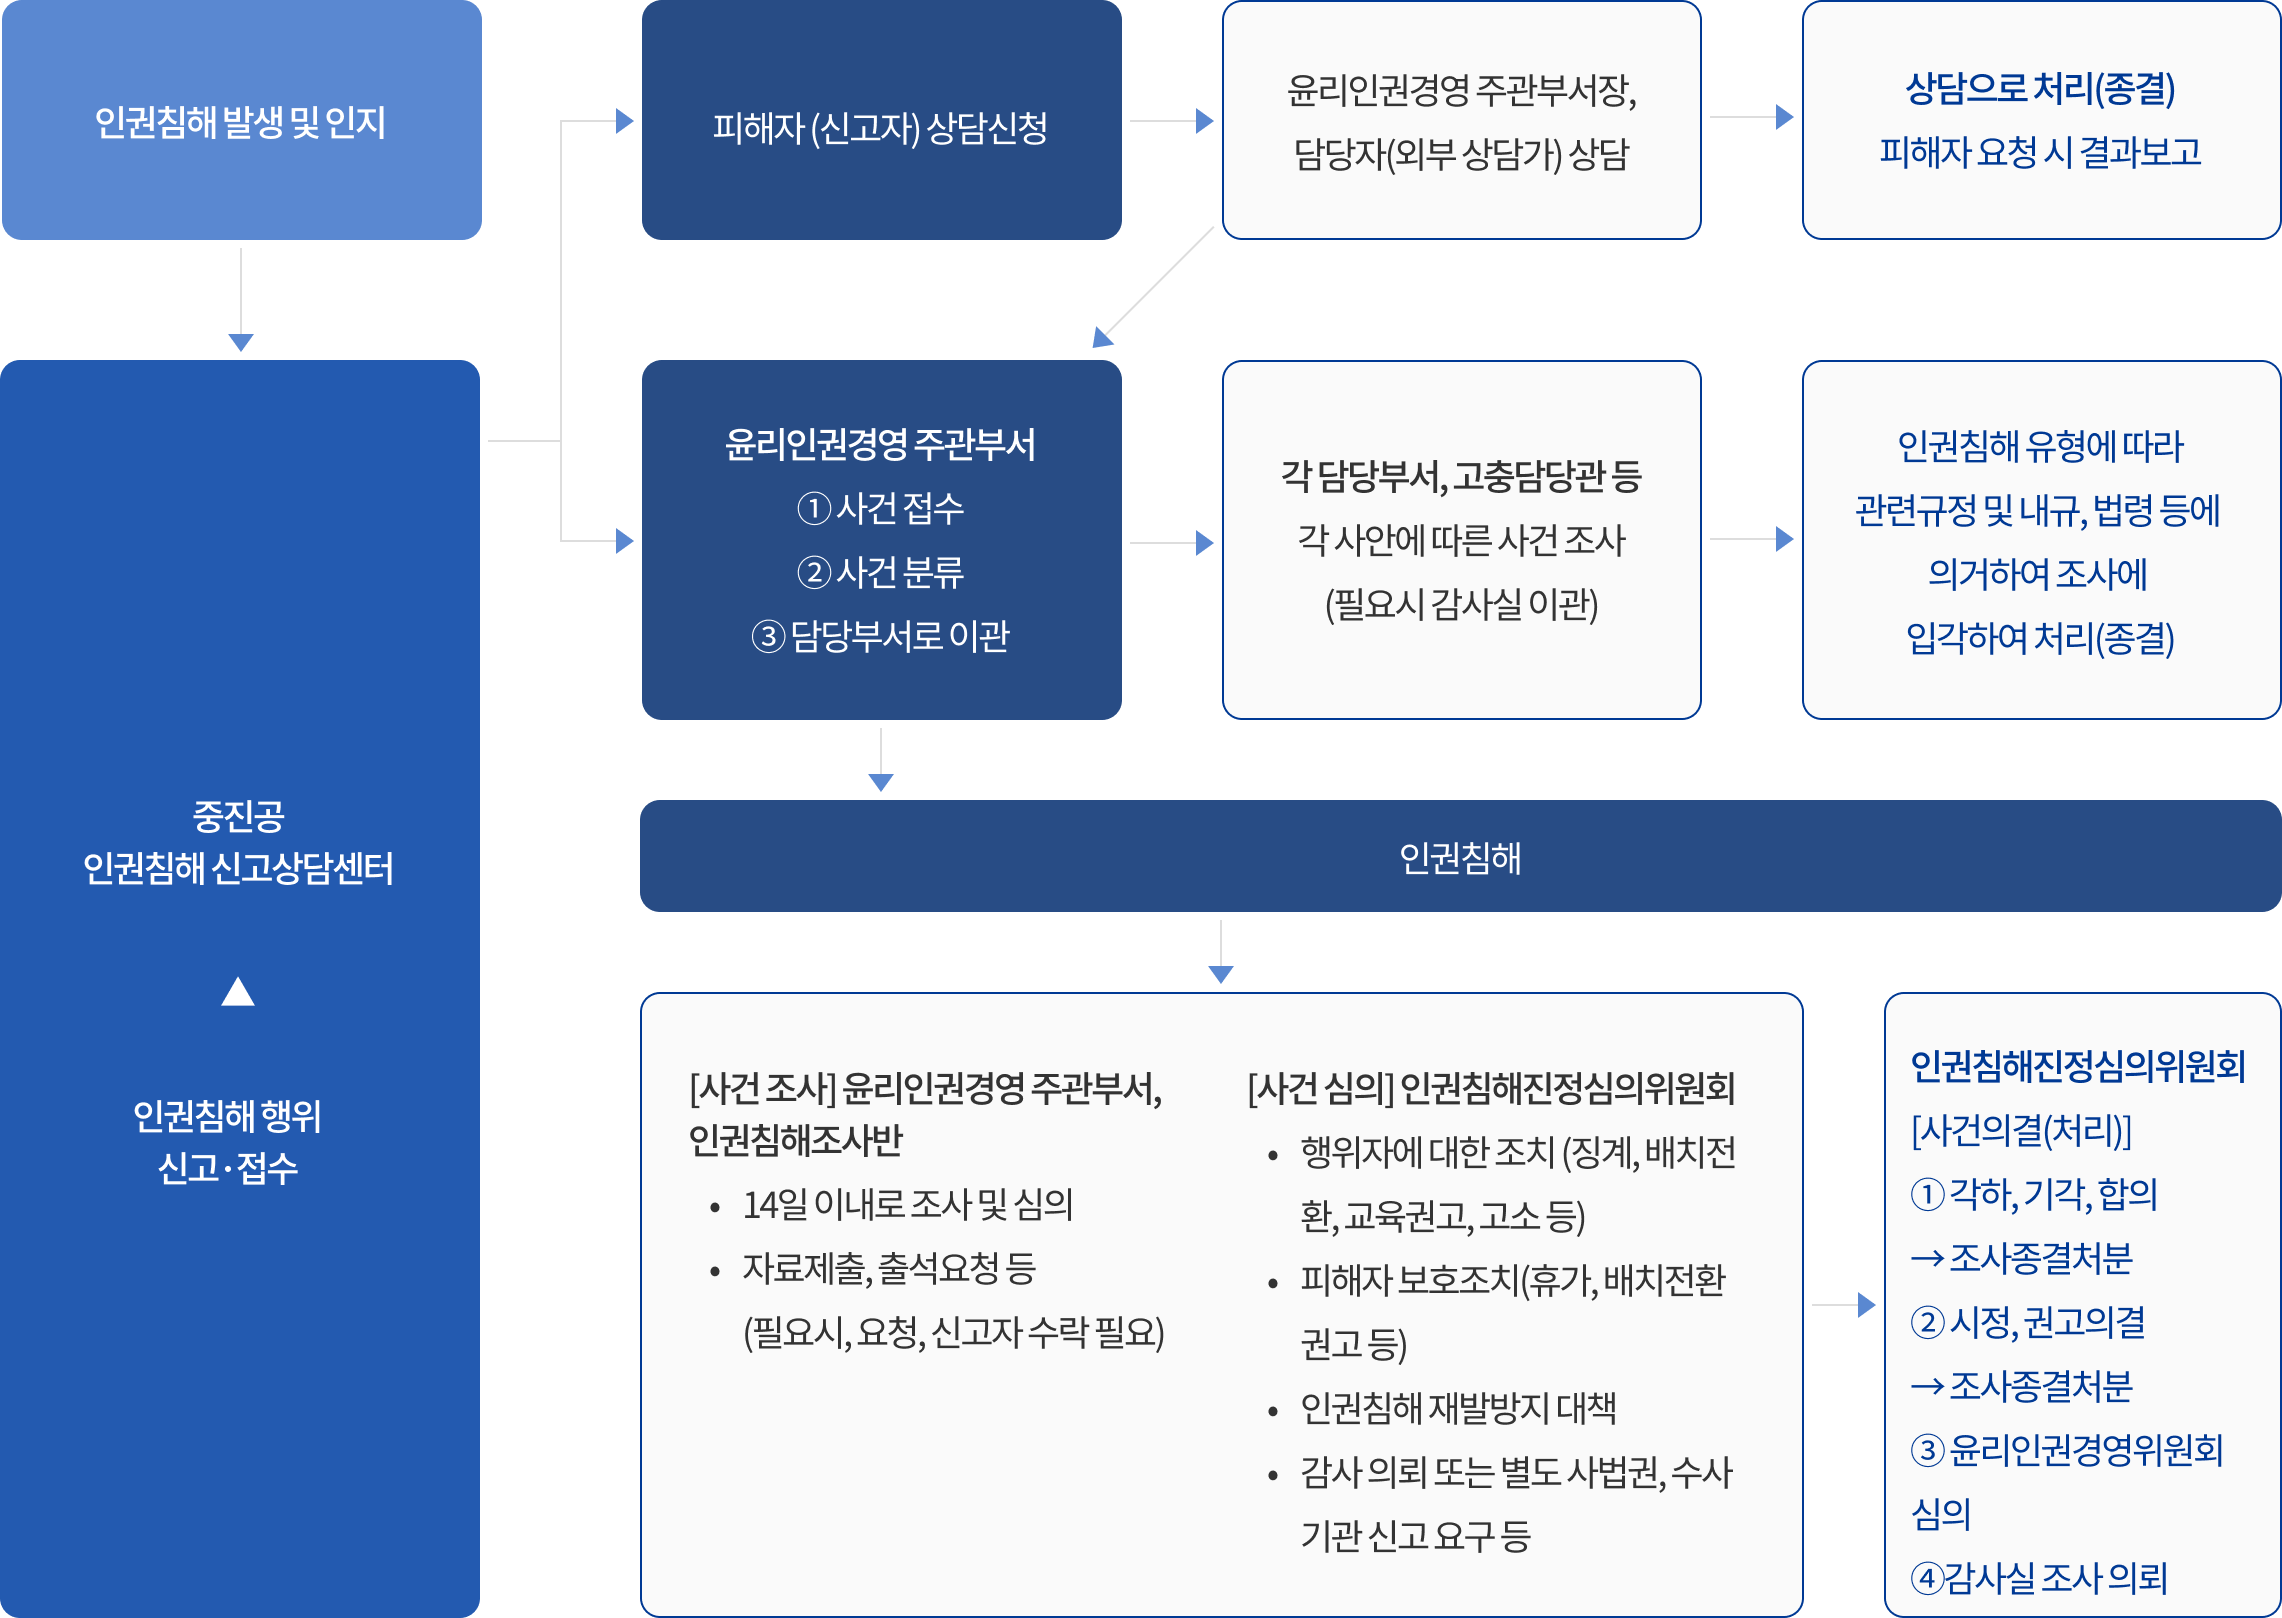 인권침해 발생 및 인지
피해자 (신고자) 상담신청
윤리인권경영 주관부서장,
담당자(외부 상담가) 상담
상담으로 처리(종결)
피해자 요청 시 결과보고
중진공
인권침해 신고상담센터
▲
인권침해 행위
신고·접수
윤리인권경영 주관부서
① 사건 접수
② 사건 분류
③ 담당부서로 이관
각 담당부서, 고충담당관 등
각 사안에 따른 사건 조사
(필요시 감사실 이관)
인권침해 유형에 따라
관련규정 및 내규, 법령 등에
의거하여 조사에
입각하여 처리(종결)
인권침해
[사건 조사] 윤리인권경영 주관부서,
인권침해조사반
• 14일 이내로 조사 및 심의
• 자료제출, 출석요청 등
(필요시, 요청, 신고자 수락 필요)
[사건 심의] 인권침해진정심의위원회
• 행위자에 대한 조치 (징계, 배치전
환, 교육권고, 고소 등)
• 피해자 보호조치(휴가, 배치전환
권고 등)
• 인권침해 재발방지 대책
• 감사 의뢰 또는 별도 사법권, 수사
기관 신고 요구 등
인권침해진정심의위원회
[사건의결(처리)]
① 각하, 기각, 합의
→ 조사종결처분
② 시정, 권고의결
→ 조사종결처분
③ 윤리인권경영위원회
심의
④감사실 조사 의뢰